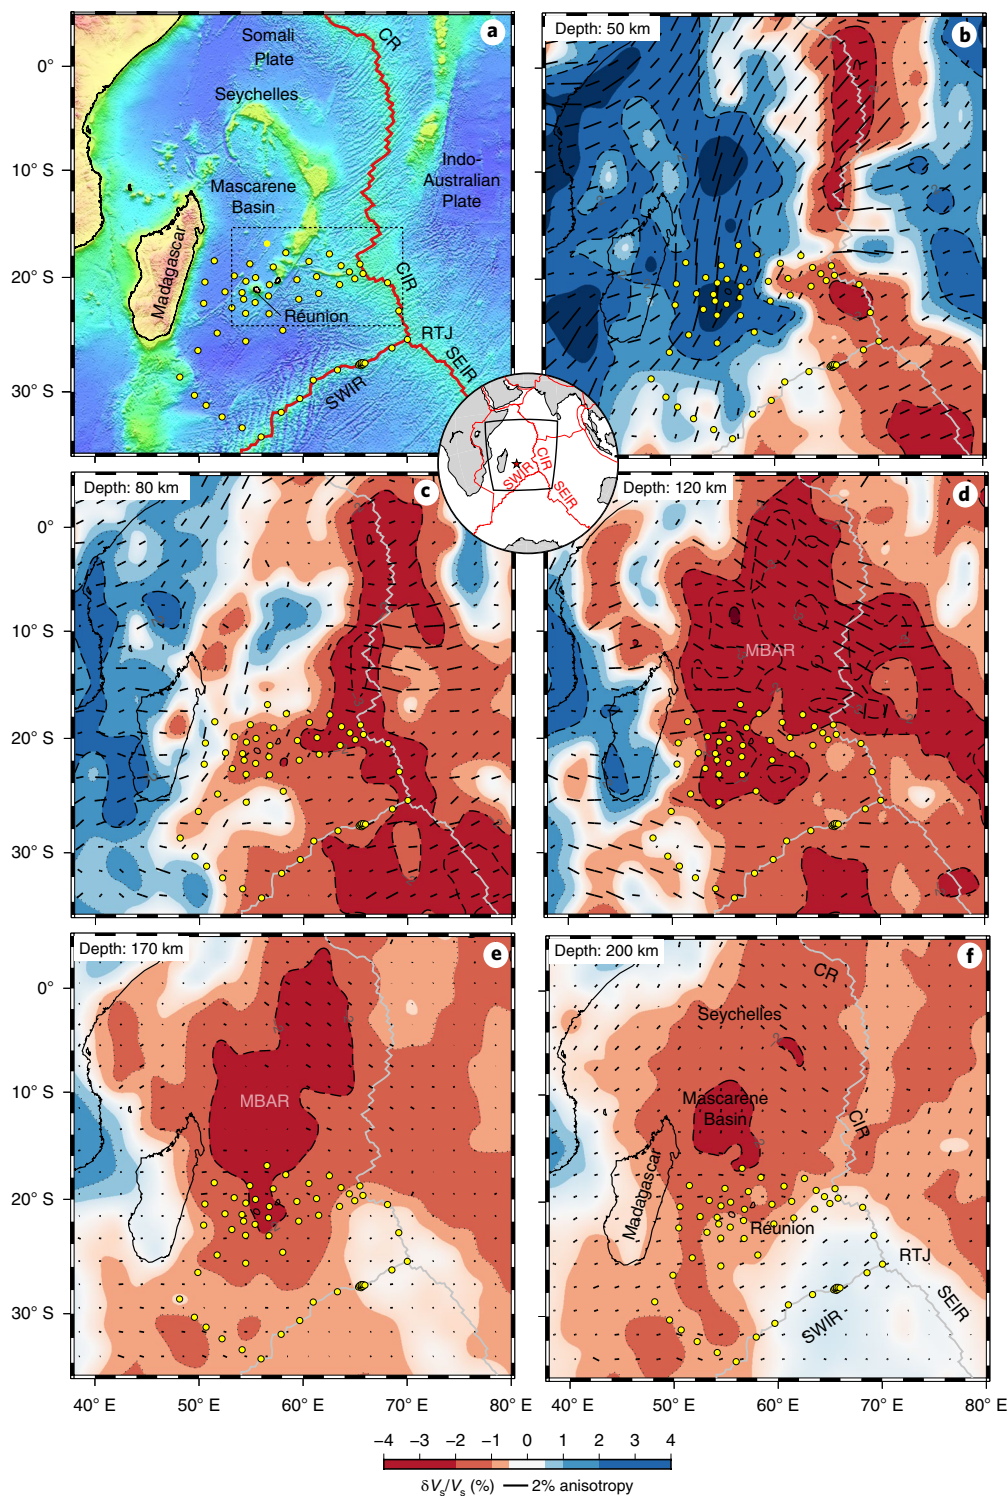 a
Somali
Plate
CR
Seychelles
Mascarene
Basin
Indo-
Australian
Plate
Madagascar
CIR
Réunion
RTJ
SWIR
SEIR
0°
10° S
20° S
30° S
Depth: 50 km
b
SWIR
CIR
SEIR
Depth: 80 km
c
0°
10° S
20° S
30° S
Depth: 120 km
d
MBAR
Depth: 170 km
e
MBAR
0°
10° S
20° S
30° S
40° E
50° E
60° E
70° E
80° E
Depth: 200 km
f
CR
Seychelles
Mascarene
Basin
CIR
Madagascar
Réunion
RTJ
SWIR
SEIR
40° E
50° E
60° E
70° E
80° E
−4 −3 −2 −1 0 1 2 3 4
δVs/Vs (%) 2% anisotropy